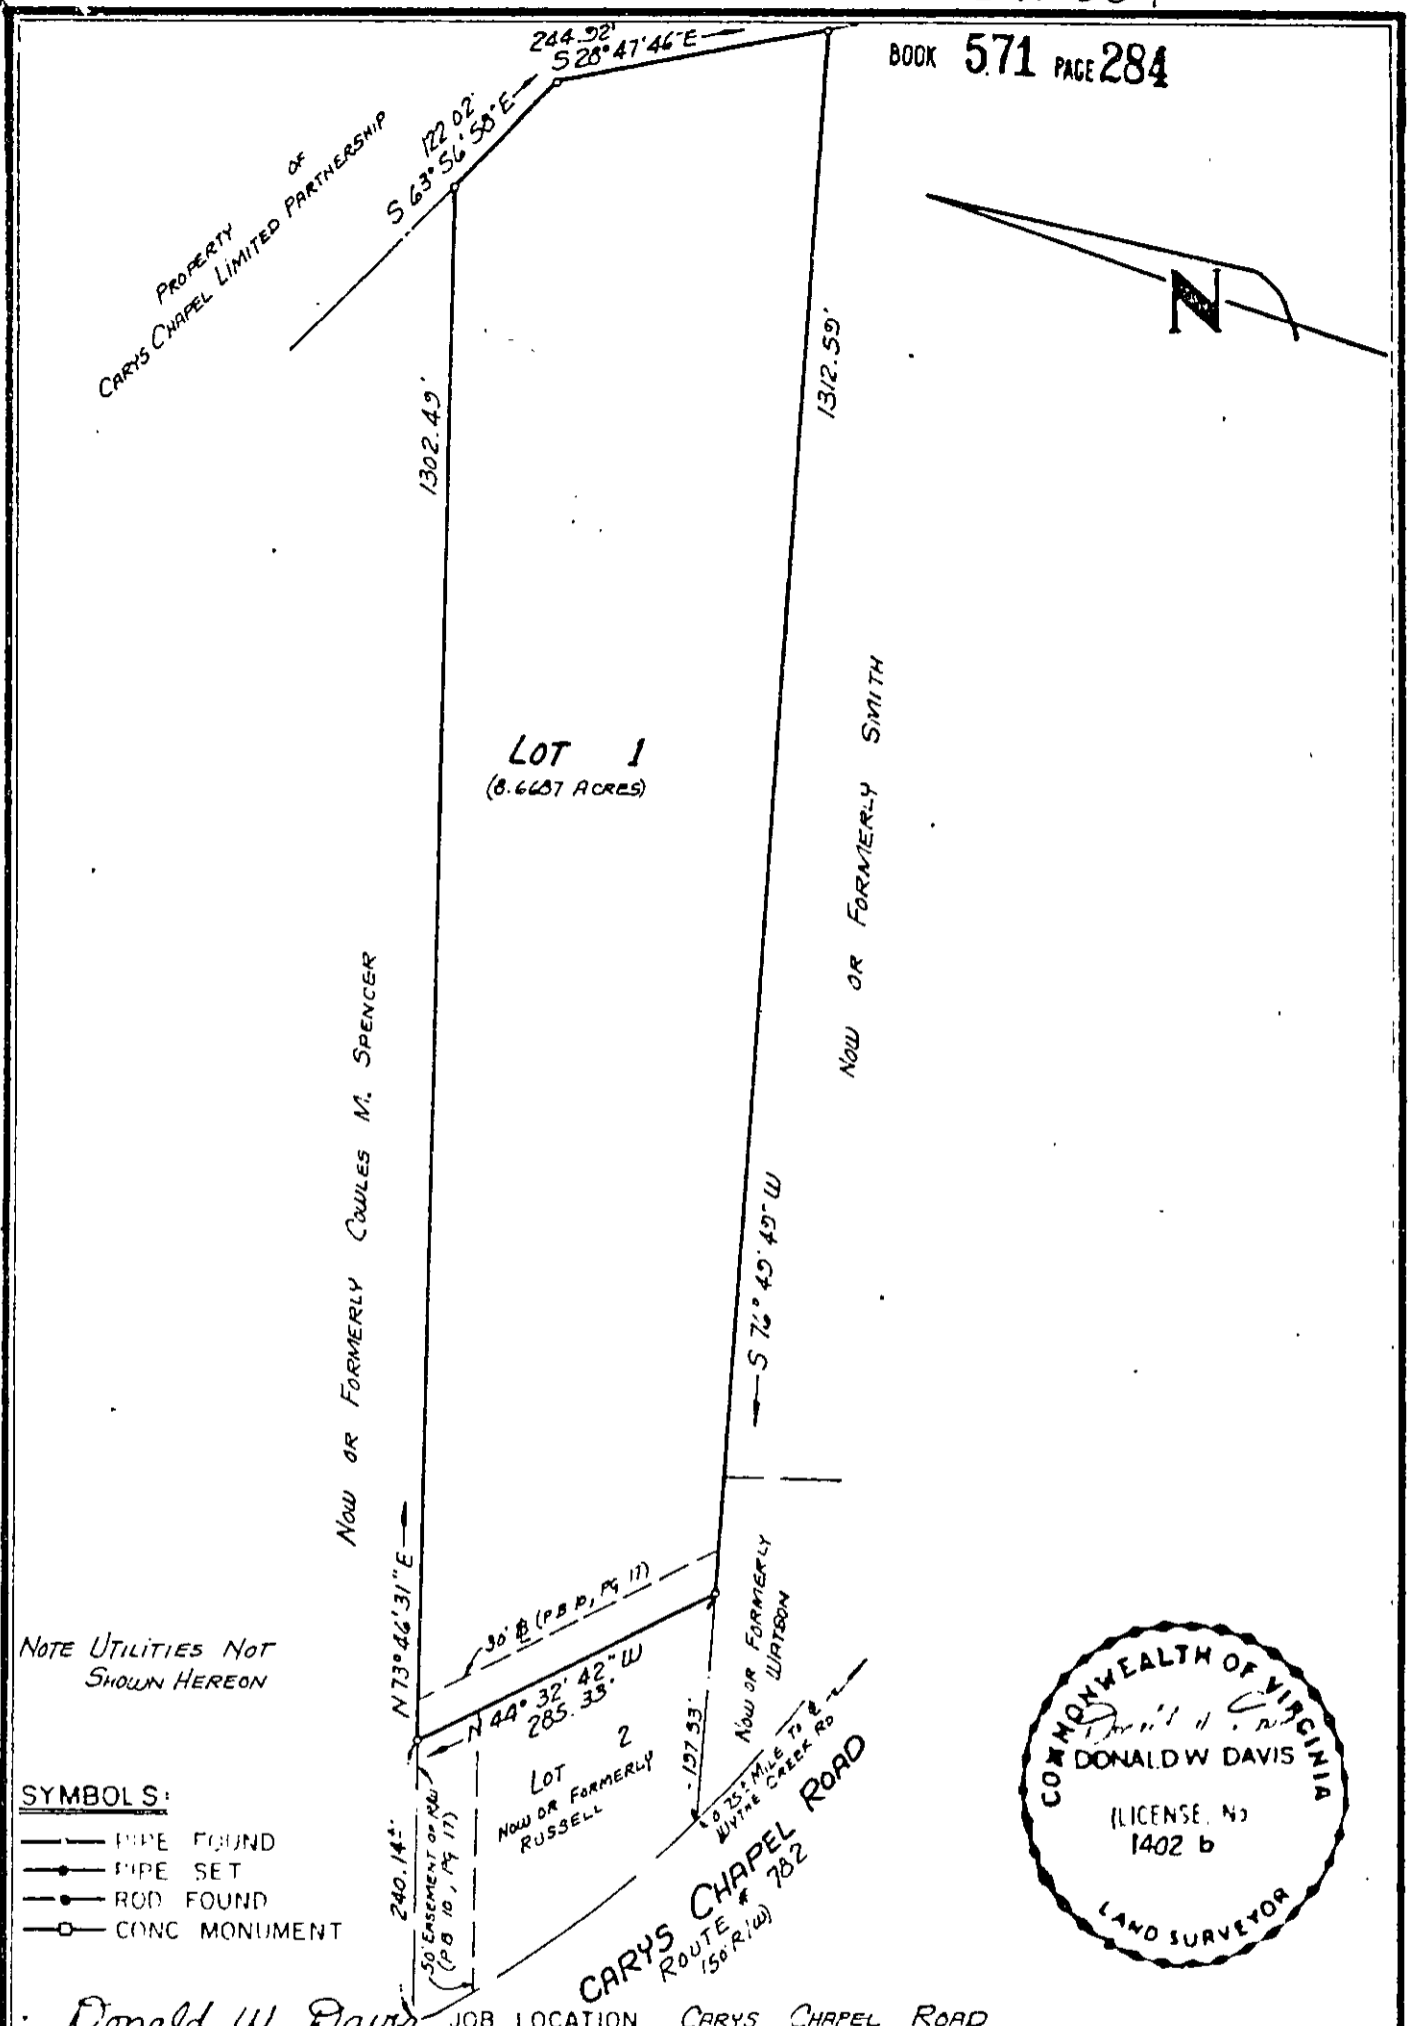 BOOK 571 PAGE 284
244.92'
S 28° 47' 46" E
122.02'
S 63° 56' 58" E
PROPERTY
OF
CARYS CHAPEL LIMITED PARTNERSHIP
N
1302.49'
1312.59'
LOT 1
(8.6687 ACRES)
NOW OR FORMERLY SMITH
NOW OR FORMERLY COWLES M. SPENCER
S 76° 49' 49" W
N 73° 46' 31" E
30' (PB 10, PG 17)
N 44° 32' 42" W
285.33'
NOW OR FORMERLY
WATSON
NOTE UTILITIES NOT
SHOWN HEREON
LOT 2
NOW OR FORMERLY
RUSSELL
197.93'
0.75± MILE TO ℄
WYTHE CREEK RD
CARYS CHAPEL ROAD
ROUTE # 782
(50' R/W)
240.14'±
50' EASEMENT OR R/W
(PB 10, PG 17)
SYMBOLS:
PIPE FOUND
PIPE SET
ROD FOUND
CONC MONUMENT
COMMONWEALTH OF VIRGINIA
DONALD W DAVIS
(LICENSE. NO
1402 b
LAND SURVEYOR
Donald W. Davis
JOB LOCATION CARYS CHAPEL ROAD